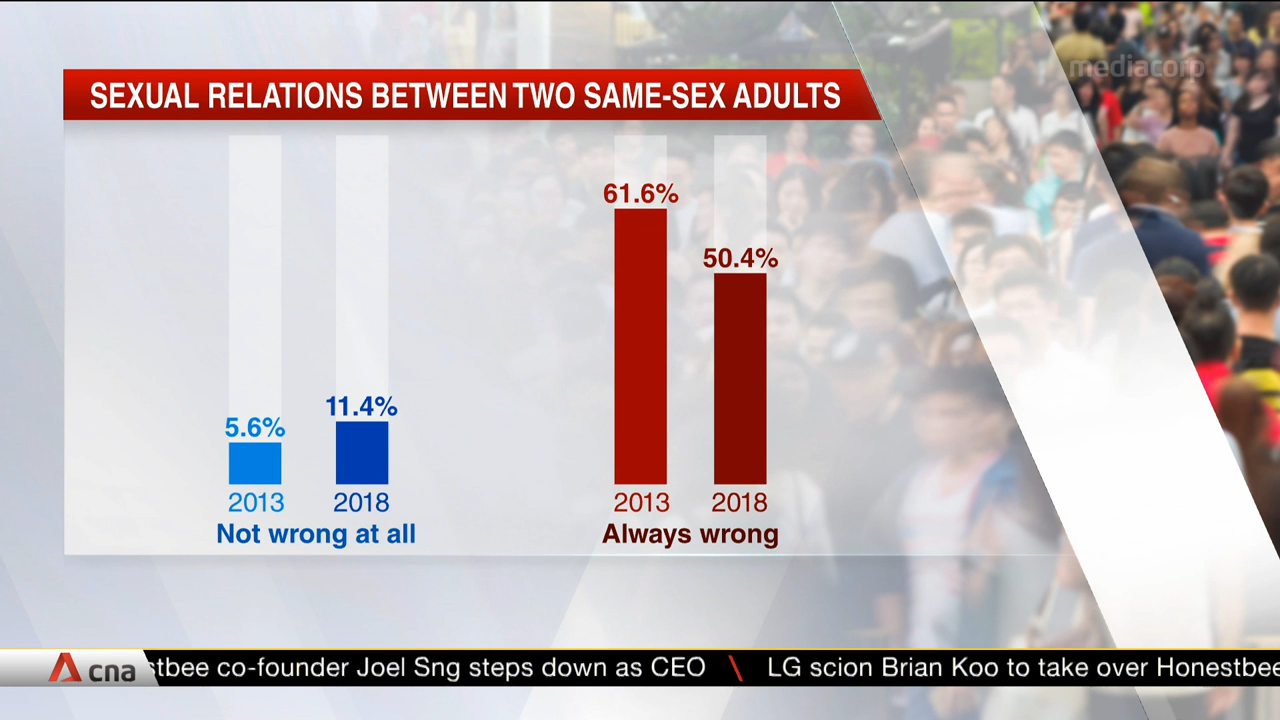 mediacorp
SEXUAL RELATIONS BETWEEN TWO SAME-SEX ADULTS
61.6%
50.4%
11.4%
5.6%
2013 2018 2013 2018
Not wrong at all Always wrong
cna stbee co-founder Joel Sng steps down as CEO \ LG scion Brian Koo to take over Honestbee